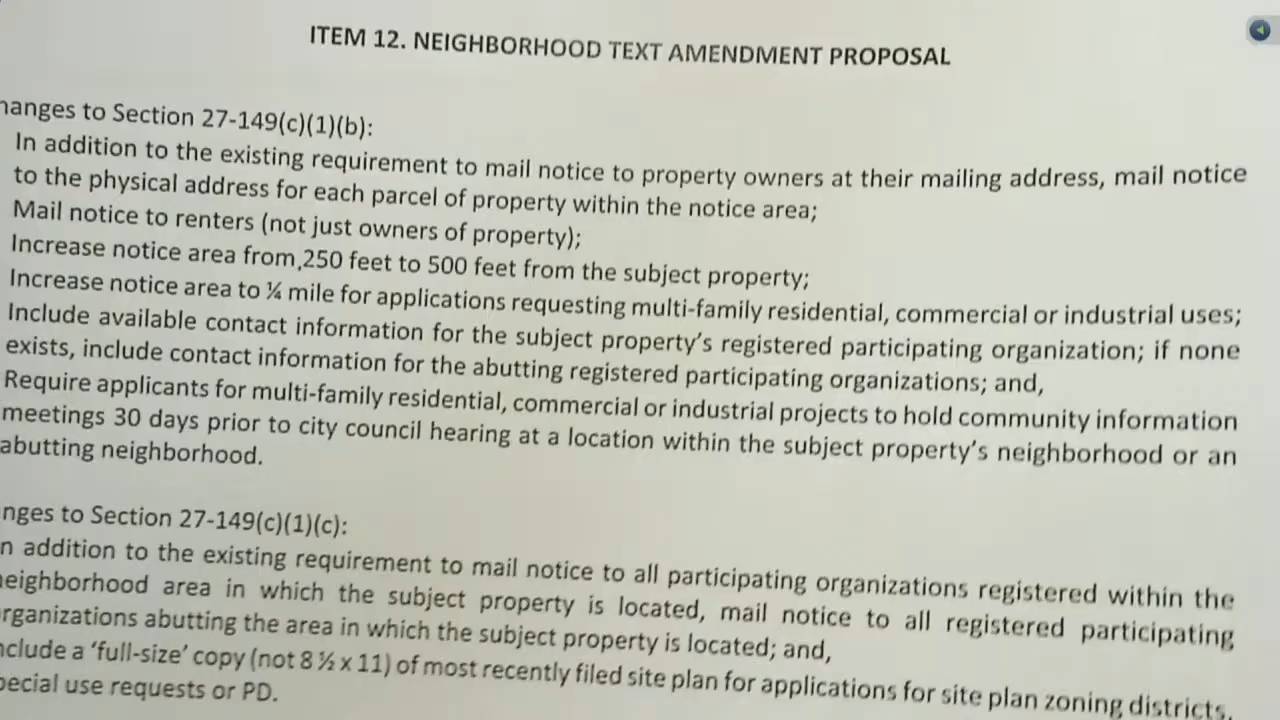 ITEM 12. NEIGHBORHOOD TEXT AMENDMENT PROPOSAL
hanges to Section 27-149(c)(1)(b):
In addition to the existing requirement to mail notice to property owners at their mailing address, mail notice
to the physical address for each parcel of property within the notice area;
Mail notice to renters (not just owners of property);
Increase notice area from,250 feet to 500 feet from the subject property;
Increase notice area to ¼ mile for applications requesting multi-family residential, commercial or industrial uses;
Include available contact information for the subject property's registered participating organization; if none
exists, include contact information for the abutting registered participating organizations; and,
Require applicants for multi-family residential, commercial or industrial projects to hold community information
meetings 30 days prior to city council hearing at a location within the subject property's neighborhood or an
abutting neighborhood.
nges to Section 27-149(c)(1)(c):
n addition to the existing requirement to mail notice to all participating organizations registered within the
neighborhood area in which the subject property is located, mail notice to all registered participating
rganizations abutting the area in which the subject property is located; and,
nclude a 'full-size' copy (not 8 ½ x 11) of most recently filed site plan for applications for site plan zoning districts,
pecial use requests or PD.